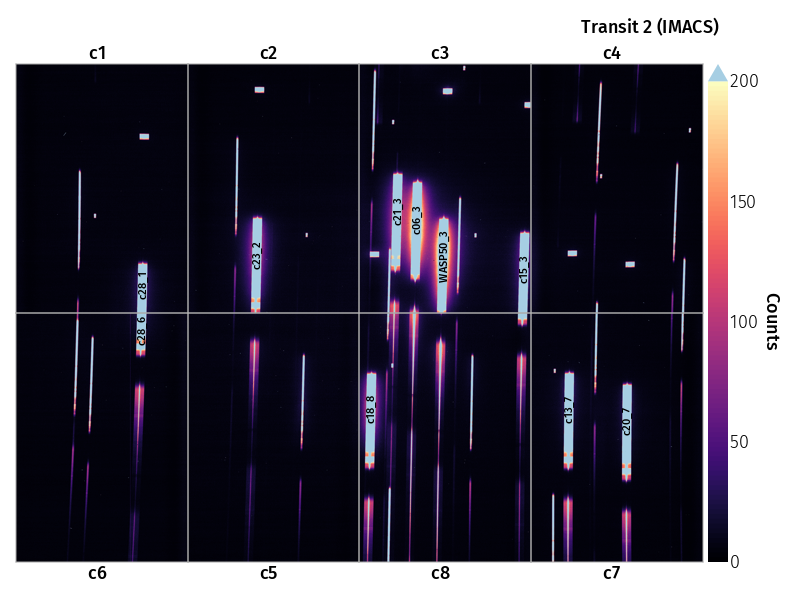 Transit 2 (IMACS)
c1 c2 c3 c4
200
150
100
50
0
Counts
c28_1
c28_6
c23_2
c21_3
c06_3
WASP50_3
c15_3
c18_8
c13_7
c20_7
c6 c5 c8 c7